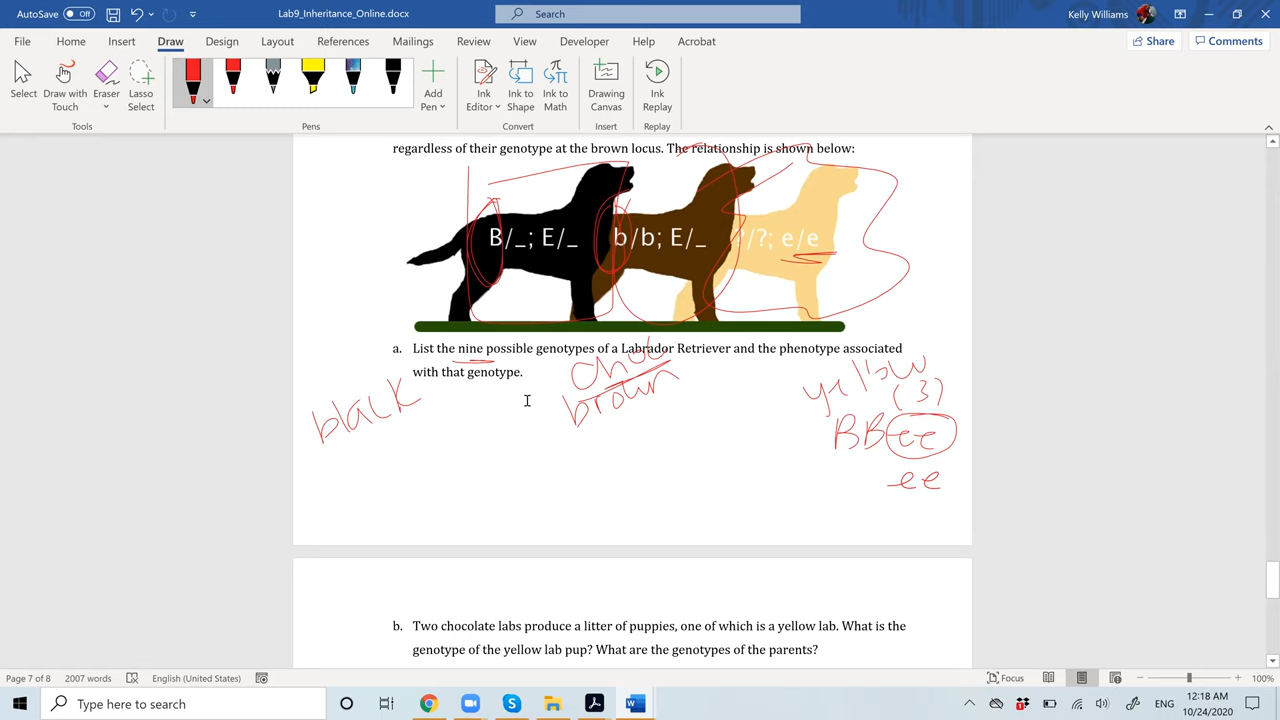 AutoSave Off Lab9_Inheritance_Online.docx Search Kelly Williams
File Home Insert Draw Design Layout References Mailings Review View Developer Help Acrobat Share Comments
Select Draw with Touch Eraser Lasso Select Add Pen Ink Editor Ink to Shape Ink to Math Drawing Canvas Ink Replay
Tools Pens Convert Insert Replay
regardless of their genotype at the brown locus. The relationship is shown below:
B/_; E/_ b/b; E/_ ?/?; e/e
a. List the nine possible genotypes of a Labrador Retriever and the phenotype associated
with that genotype.
black
choc
brown
yellow
(3)
BBee
ee
b. Two chocolate labs produce a litter of puppies, one of which is a yellow lab. What is the
genotype of the yellow lab pup? What are the genotypes of the parents?
Page 7 of 8 2007 words English (United States) Focus 100%
Type here to search ENG 12:18 AM
10/24/2020